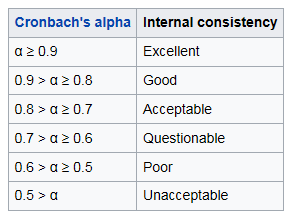 Cronbach's alpha Internal consistency
α ≥ 0.9 Excellent
0.9 > α ≥ 0.8 Good
0.8 > α ≥ 0.7 Acceptable
0.7 > α ≥ 0.6 Questionable
0.6 > α ≥ 0.5 Poor
0.5 > α Unacceptable